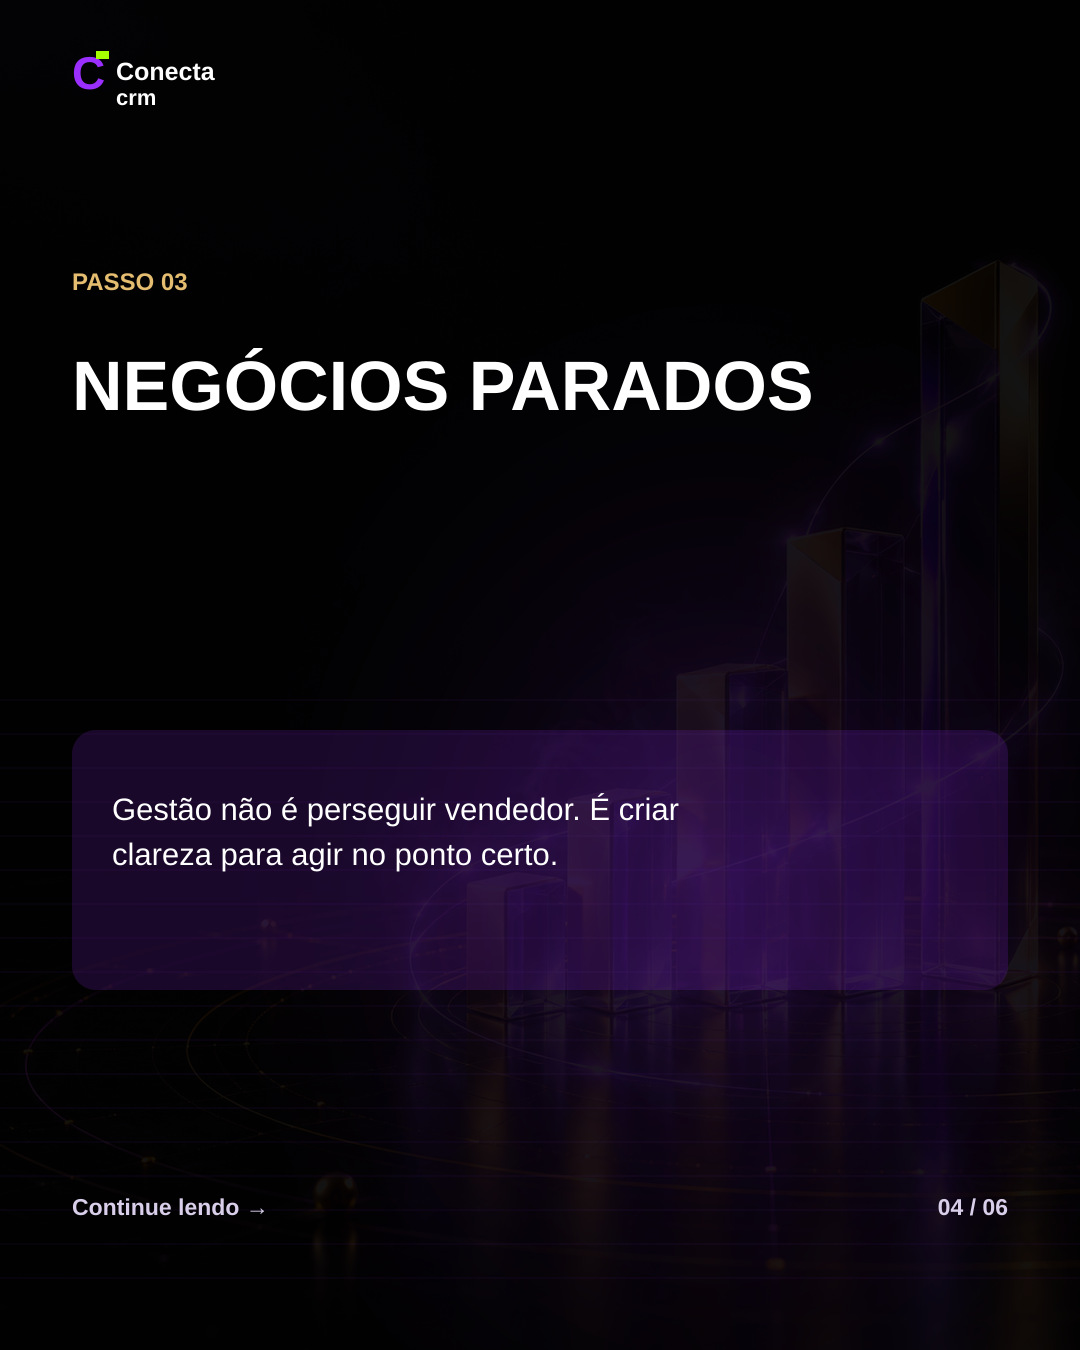 C Conecta
crm
PASSO 03
NEGÓCIOS PARADOS
Gestão não é perseguir vendedor. É criar
clareza para agir no ponto certo.
Continue lendo →
04 / 06